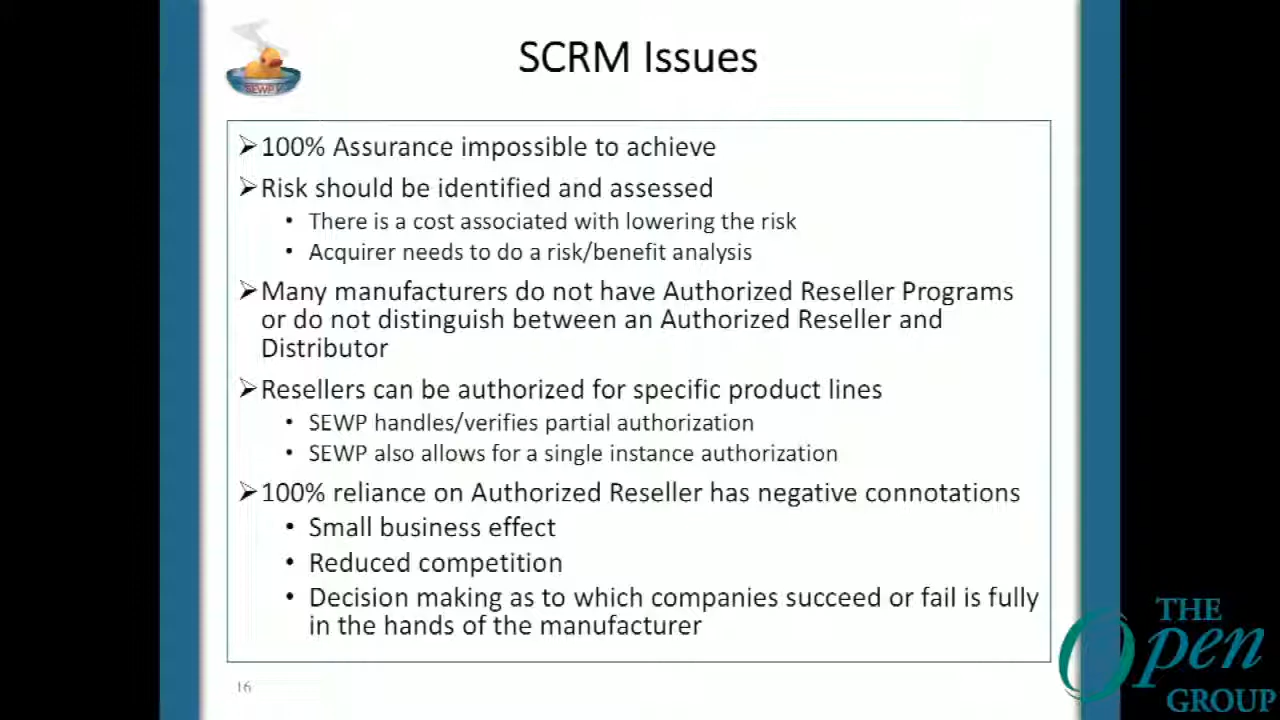 SCRM Issues
SEWP V
➢100% Assurance impossible to achieve
➢Risk should be identified and assessed
• There is a cost associated with lowering the risk
• Acquirer needs to do a risk/benefit analysis
➢Many manufacturers do not have Authorized Reseller Programs
or do not distinguish between an Authorized Reseller and
Distributor
➢Resellers can be authorized for specific product lines
• SEWP handles/verifies partial authorization
• SEWP also allows for a single instance authorization
➢100% reliance on Authorized Reseller has negative connotations
• Small business effect
• Reduced competition
• Decision making as to which companies succeed or fail is fully
in the hands of the manufacturer
16
THE
Open
GROUP